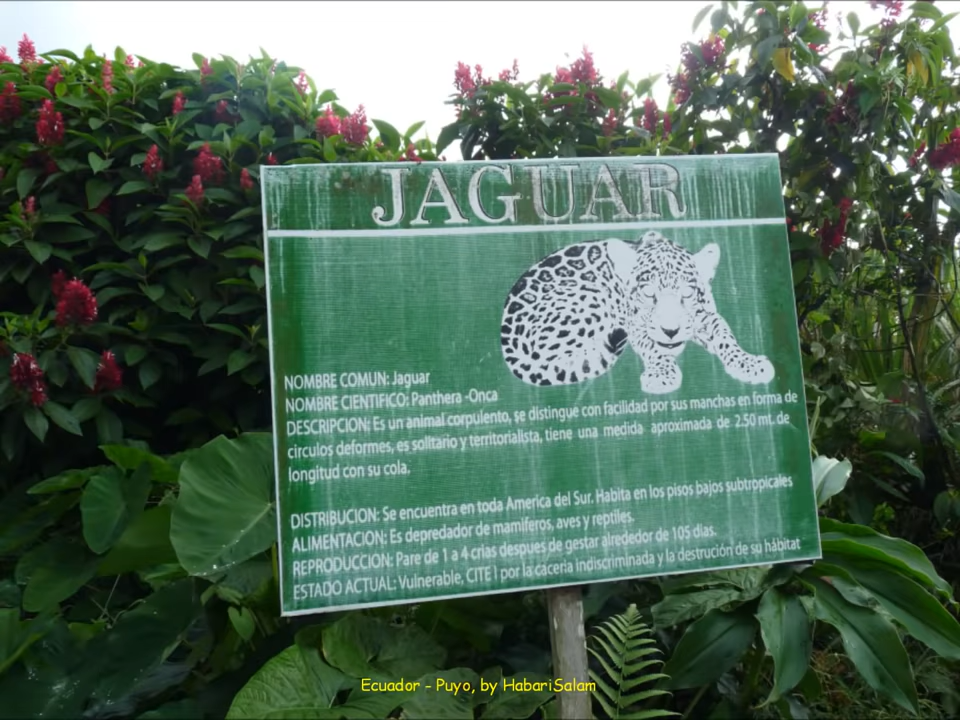 JAGUAR
NOMBRE COMUN: Jaguar
NOMBRE CIENTIFICO: Panthera -Onca
DESCRIPCION: Es un animal corpulento, se distingue con facilidad por sus manchas en forma de
circulos deformes, es solitario y territorialista, tiene una medida aproximada de 2.50 mt. de
longitud con su cola.
DISTRIBUCION: Se encuentra en toda America del Sur. Habita en los pisos bajos subtropicales
ALIMENTACION: Es depredador de mamiferos, aves y reptiles.
REPRODUCCION: Pare de 1 a 4 crias despues de gestar alrededor de 105 dias.
ESTADO ACTUAL: Vulnerable, CITE I por la caceria indiscriminada y la destrución de su hábitat
Ecuador - Puyo, by HabariSalam